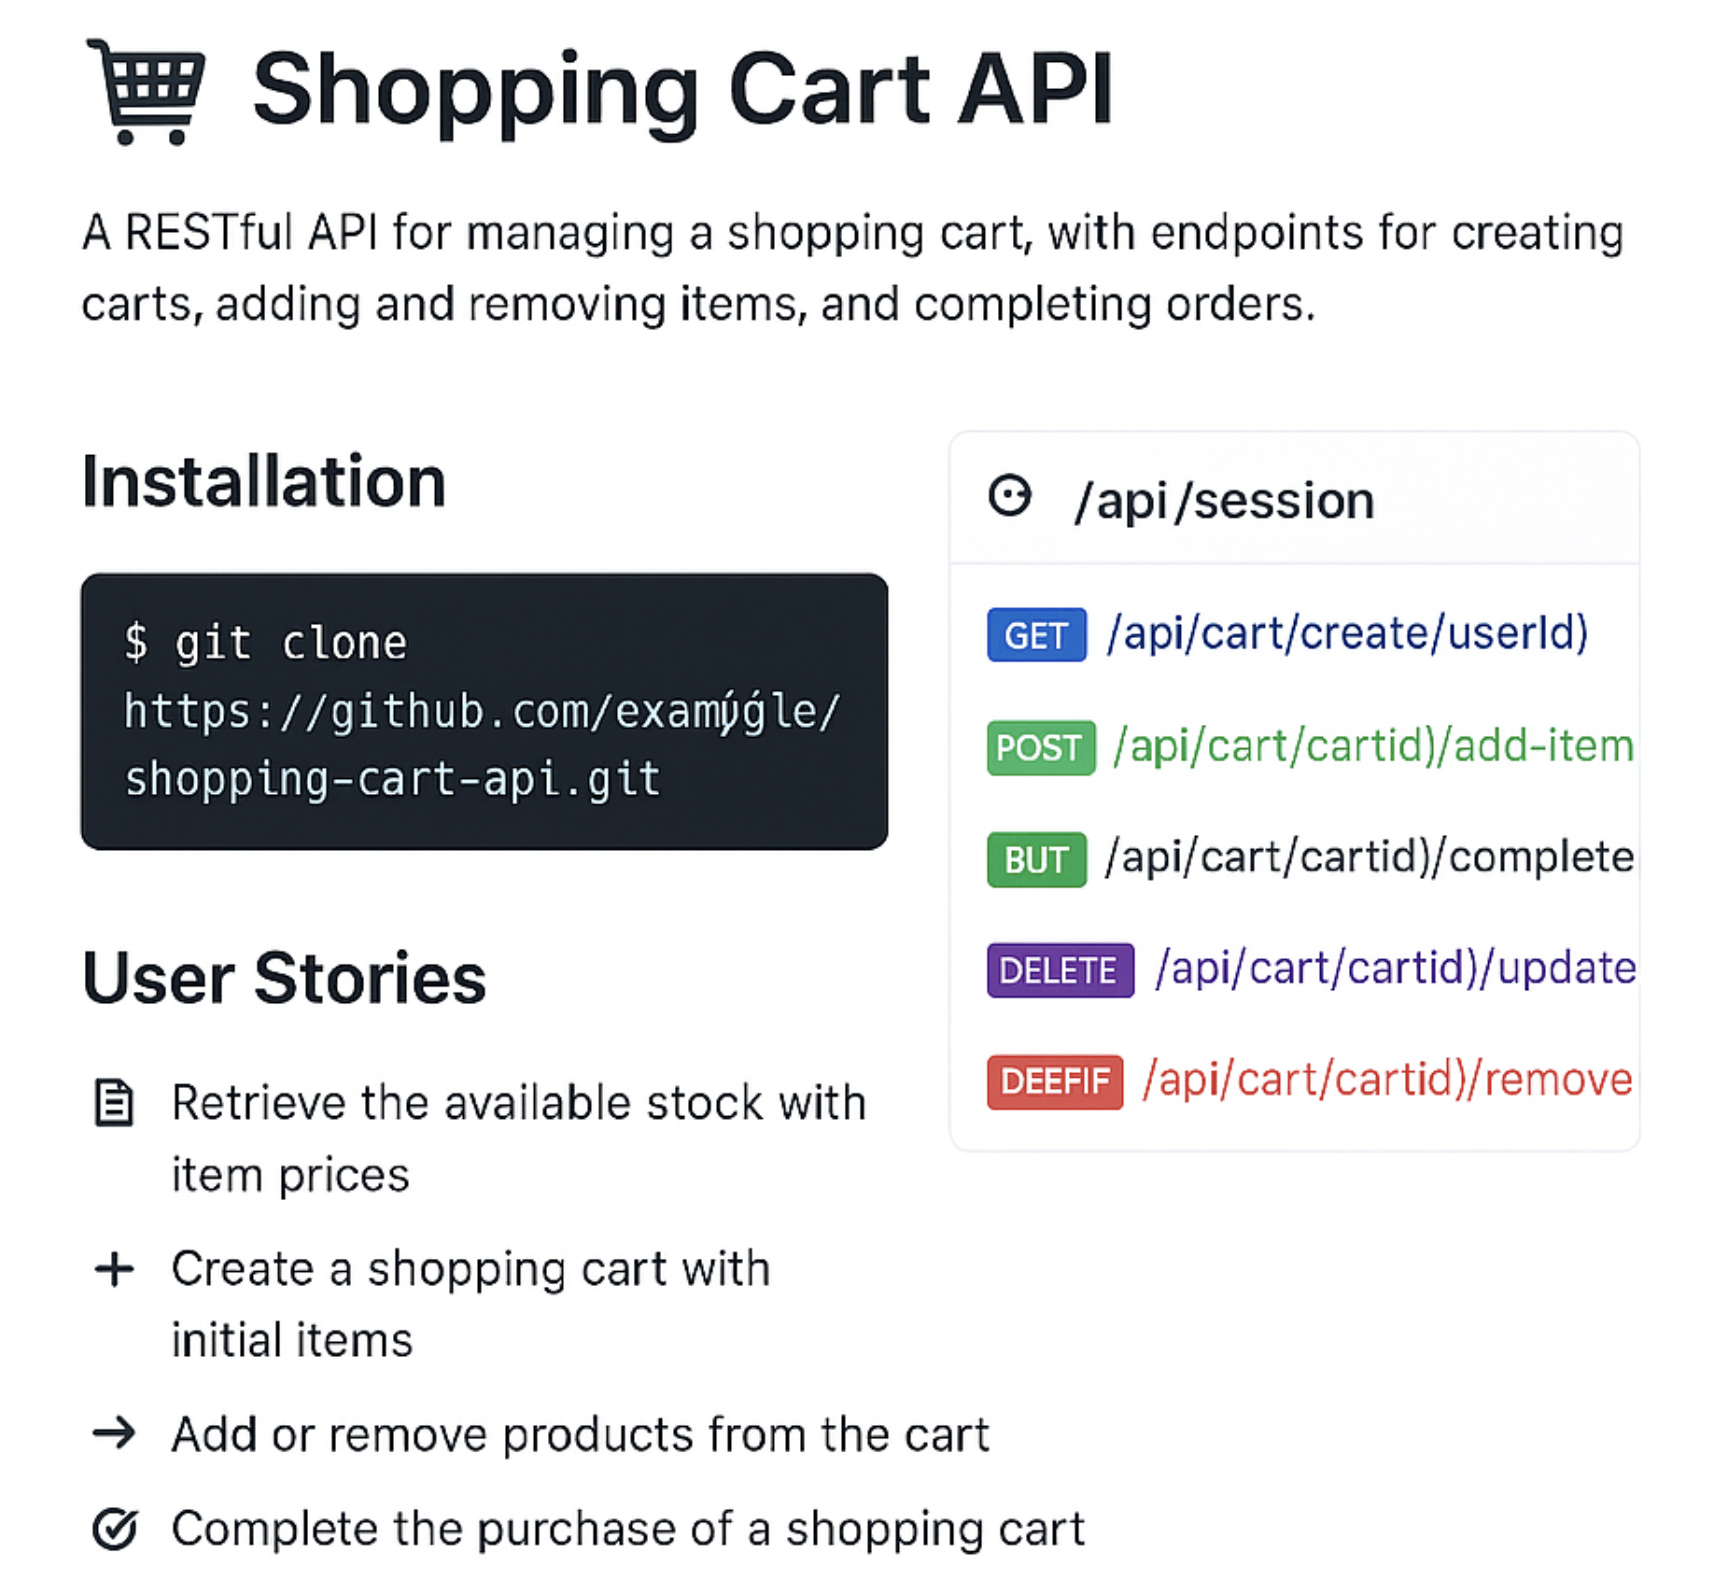 Shopping Cart API
A RESTful API for managing a shopping cart, with endpoints for creating
carts, adding and removing items, and completing orders.
Installation
$ git clone
https://github.com/examýǵle/
shopping-cart-api.git
User Stories
Retrieve the available stock with
item prices
Create a shopping cart with
initial items
Add or remove products from the cart
Complete the purchase of a shopping cart
/api/session
GET /api/cart/create/userId)
POST /api/cart/cartid)/add-item
BUT /api/cart/cartid)/complete
DELETE /api/cart/cartid)/update
DEEFIF /api/cart/cartid)/remove